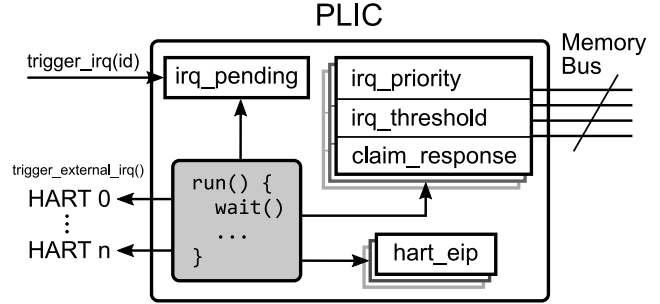 PLIC
Memory
Bus
trigger_irq(id)
irq_pending
irq_priority
irq_threshold
claim_response
trigger_external_irq()
HART 0
⋮
HART n
run() {
wait()
...
}
hart_eip